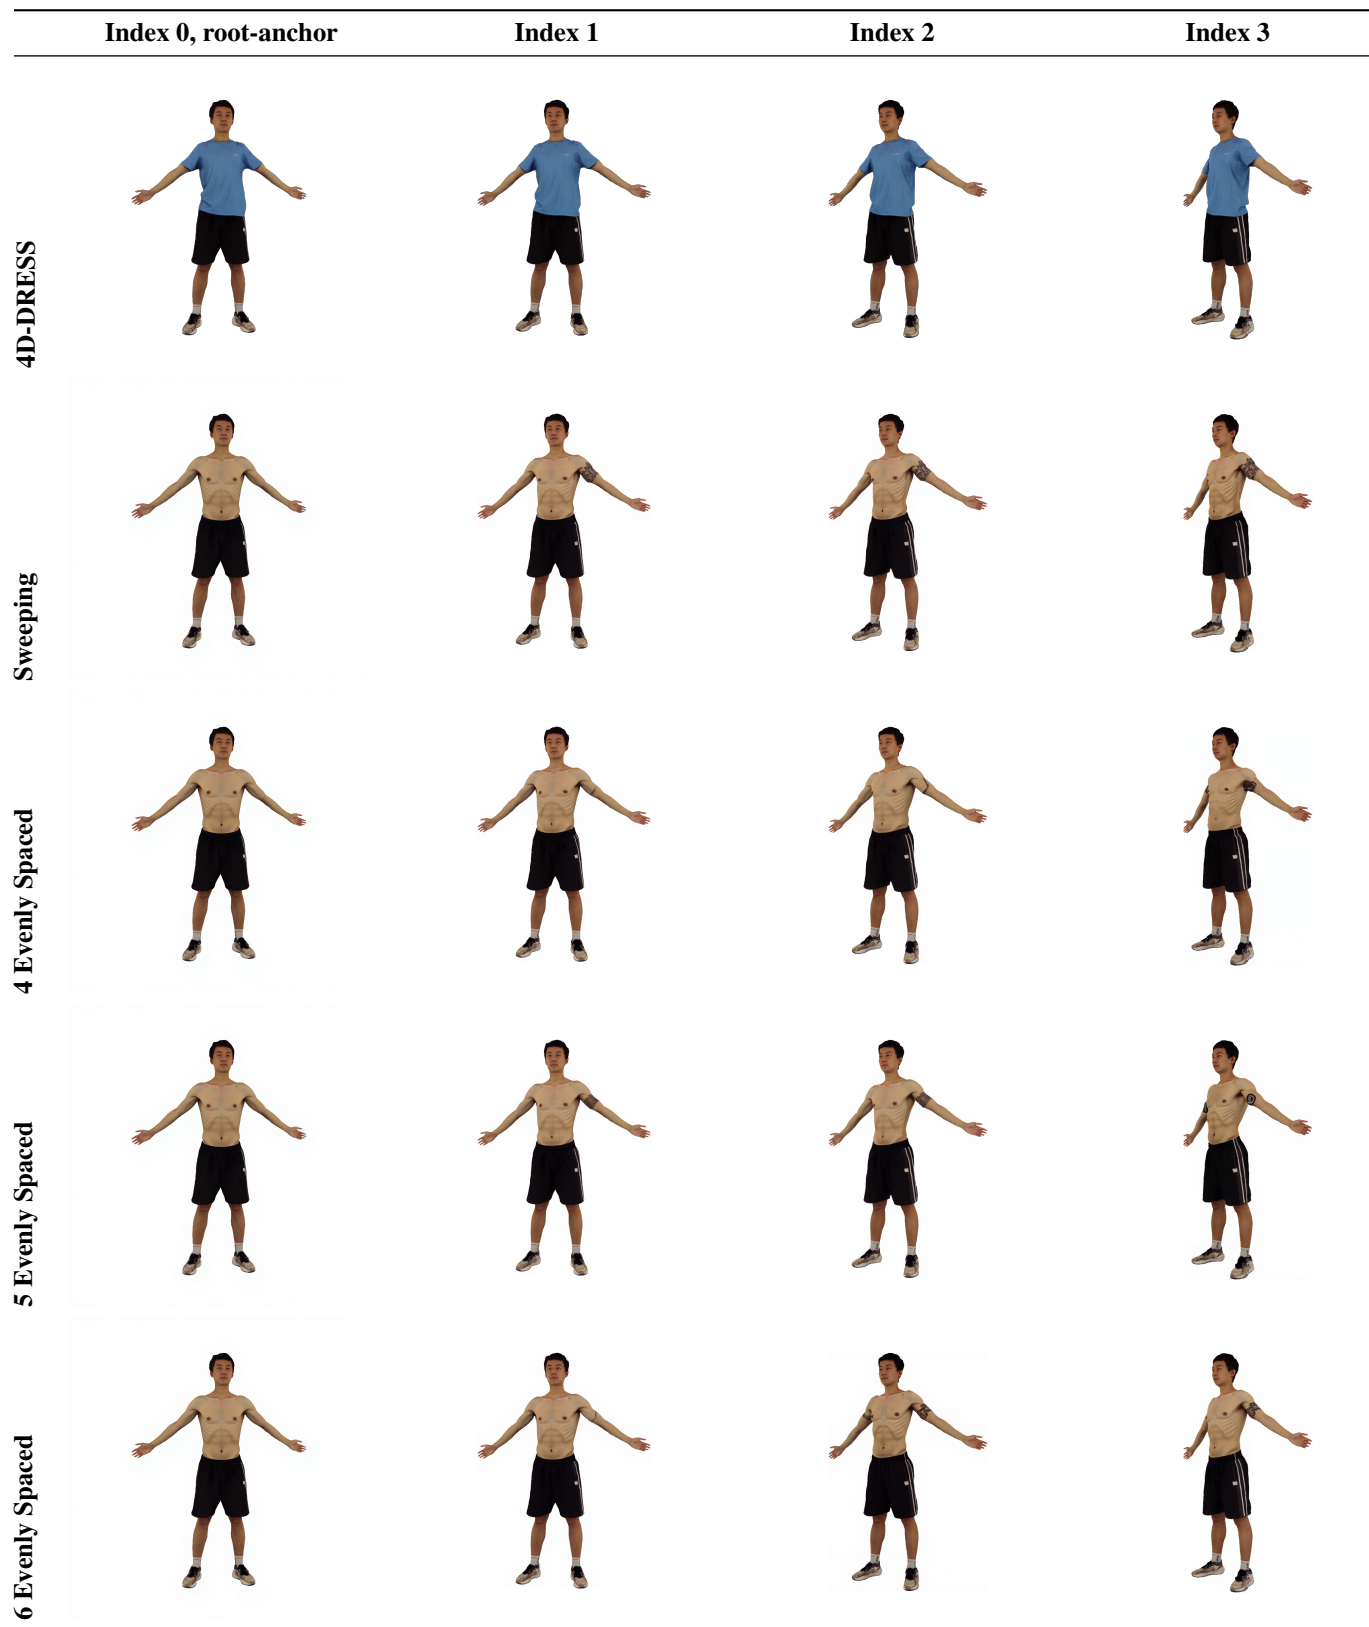 Index 0, root-anchor Index 1 Index 2 Index 3
4D-DRESS
Sweeping
4 Evenly Spaced
5 Evenly Spaced
6 Evenly Spaced